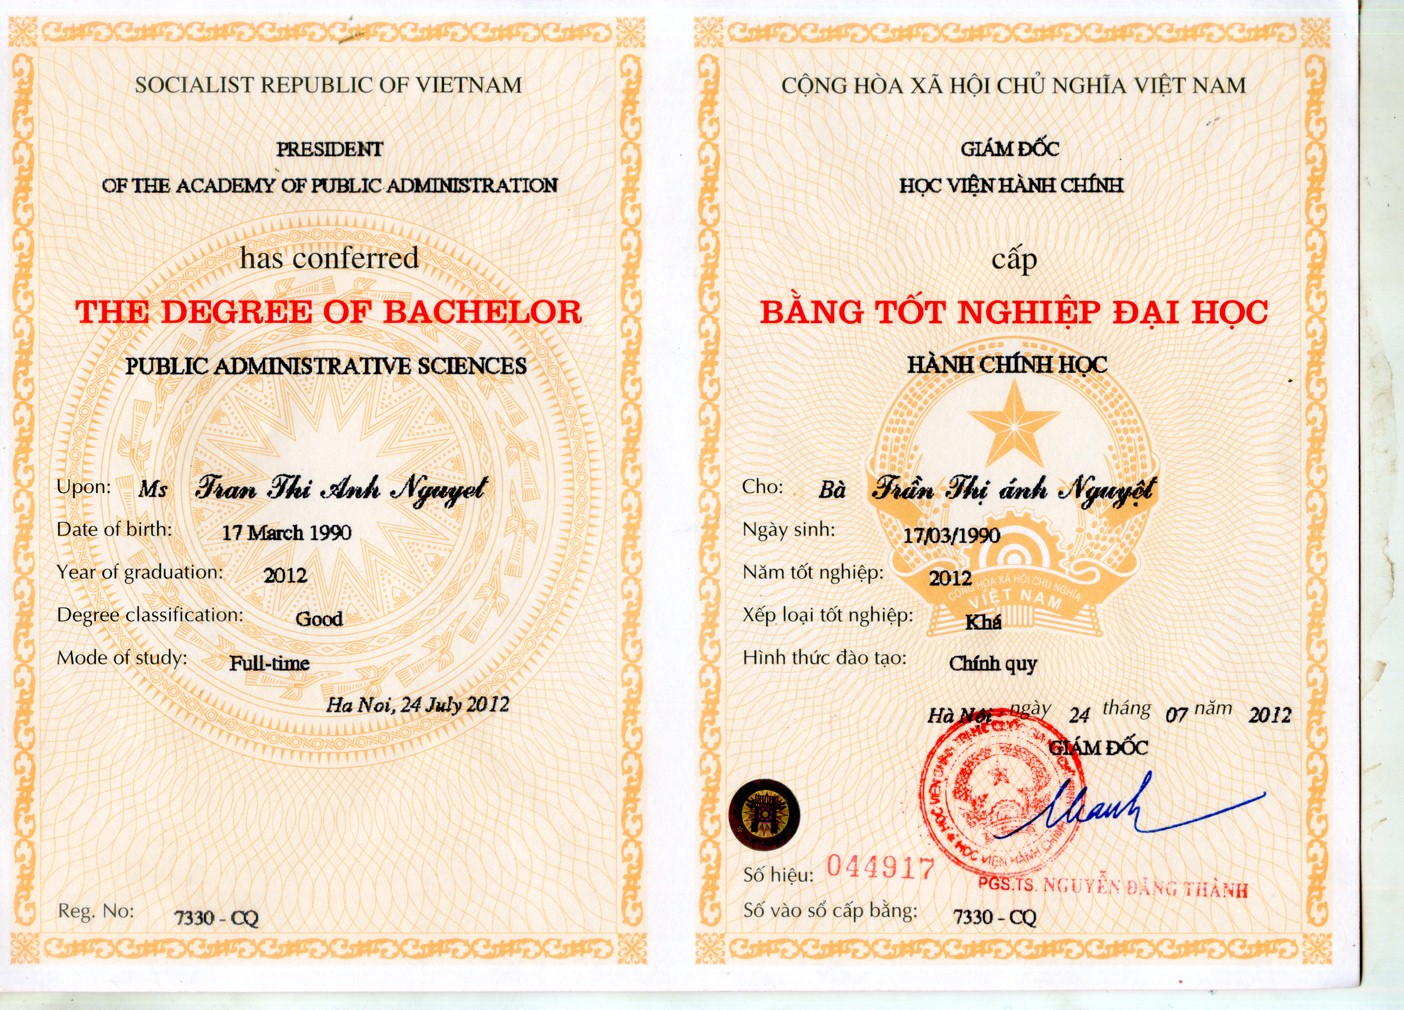 SOCIALIST REPUBLIC OF VIETNAM
PRESIDENT
OF THE ACADEMY OF PUBLIC ADMINISTRATION
has conferred
THE DEGREE OF BACHELOR
PUBLIC ADMINISTRATIVE SCIENCES
Upon: Ms Tran Thi Anh Nguyet
Date of birth: 17 March 1990
Year of graduation: 2012
Degree classification: Good
Mode of study: Full-time
Ha Noi, 24 July 2012
Reg. No: 7330 - CQ
CỘNG HÒA XÃ HỘI CHỦ NGHĨA VIỆT NAM
GIÁM ĐỐC
HỌC VIỆN HÀNH CHÍNH
cấp
BẰNG TỐT NGHIỆP ĐẠI HỌC
HÀNH CHÍNH HỌC
Cho: Bà Trần Thị ánh Nguyệt
Ngày sinh: 17/03/1990
Năm tốt nghiệp: 2012
CỘNG HÒA XÃ HỘI CHỦ NGHĨA
VIỆT NAM
Xếp loại tốt nghiệp: Khá
Hình thức đào tạo: Chính quy
Hà Nội ngày 24 tháng 07 năm 2012
GIÁM ĐỐC
HỌC VIỆN HÀNH CHÍNH
Số hiệu: 044917
PGS.TS. NGUYỄN ĐĂNG THÀNH
Số vào sổ cấp bằng: 7330 - CQ